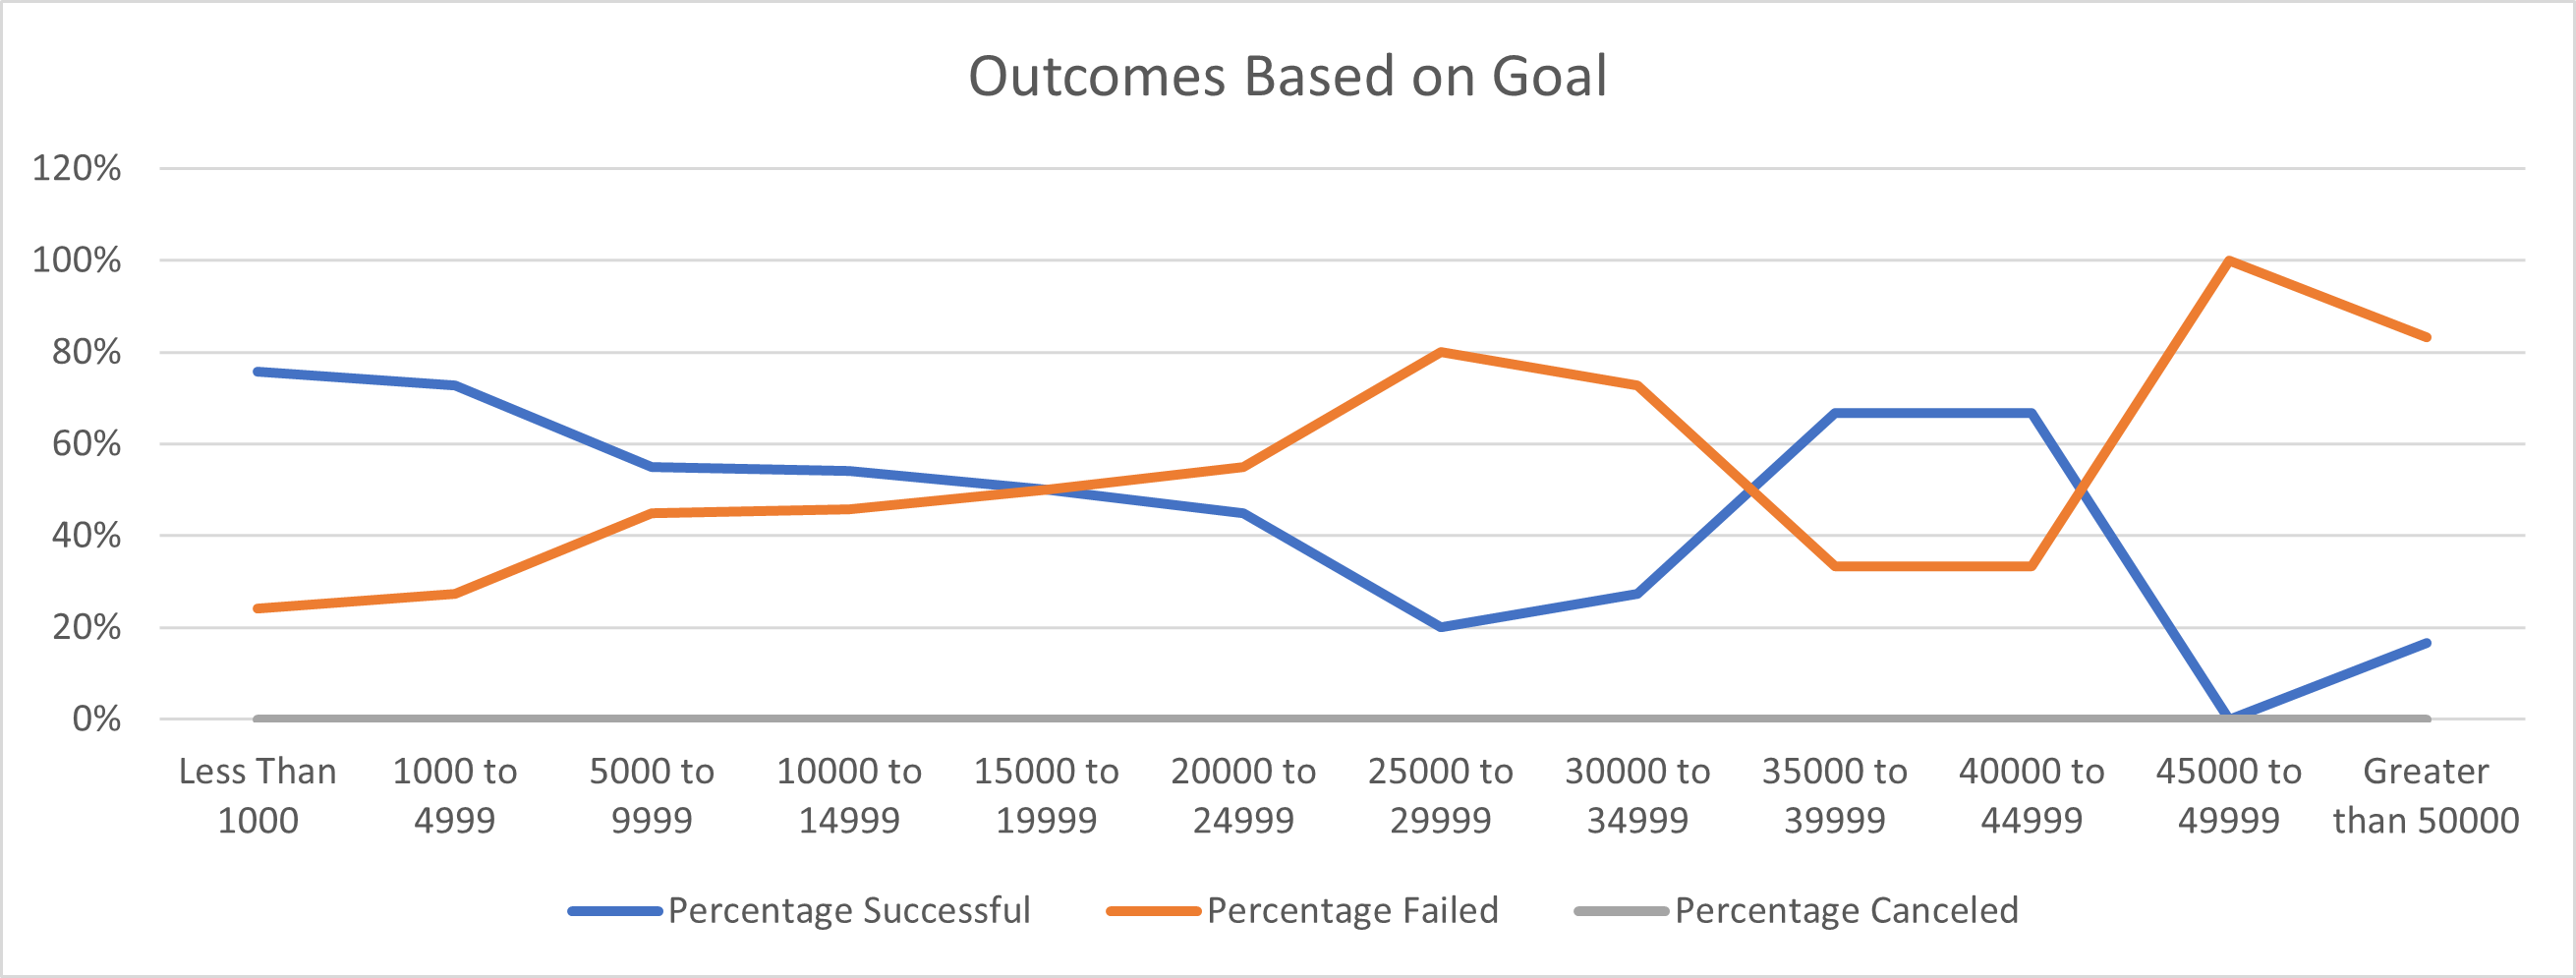 Outcomes Based on Goal
120%
100%
80%
60%
40%
20%
0%
Less Than 1000 to 5000 to 10000 to 15000 to 20000 to 25000 to 30000 to 35000 to 40000 to 45000 to Greater
1000 4999 9999 14999 19999 24999 29999 34999 39999 44999 49999 than 50000
Percentage Successful Percentage Failed Percentage Canceled